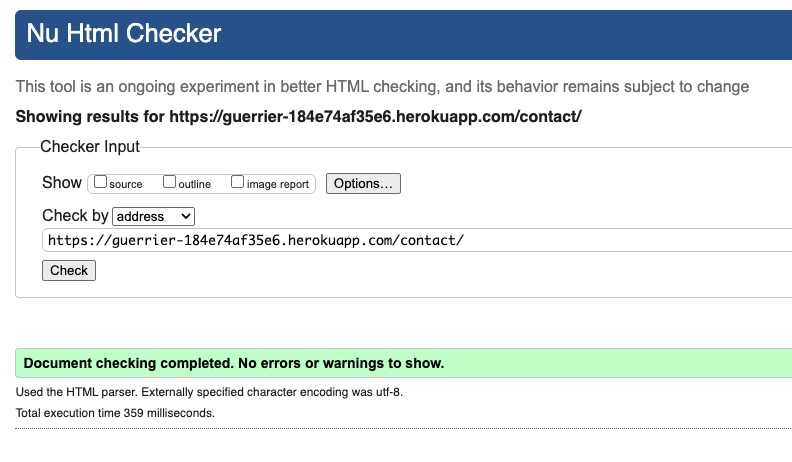 Nu Html Checker
This tool is an ongoing experiment in better HTML checking, and its behavior remains subject to change
Showing results for https://guerrier-184e74af35e6.herokuapp.com/contact/
Checker Input
Show source outline image report Options...
Check by address
https://guerrier-184e74af35e6.herokuapp.com/contact/
Check
Document checking completed. No errors or warnings to show.
Used the HTML parser. Externally specified character encoding was utf-8.
Total execution time 359 milliseconds.